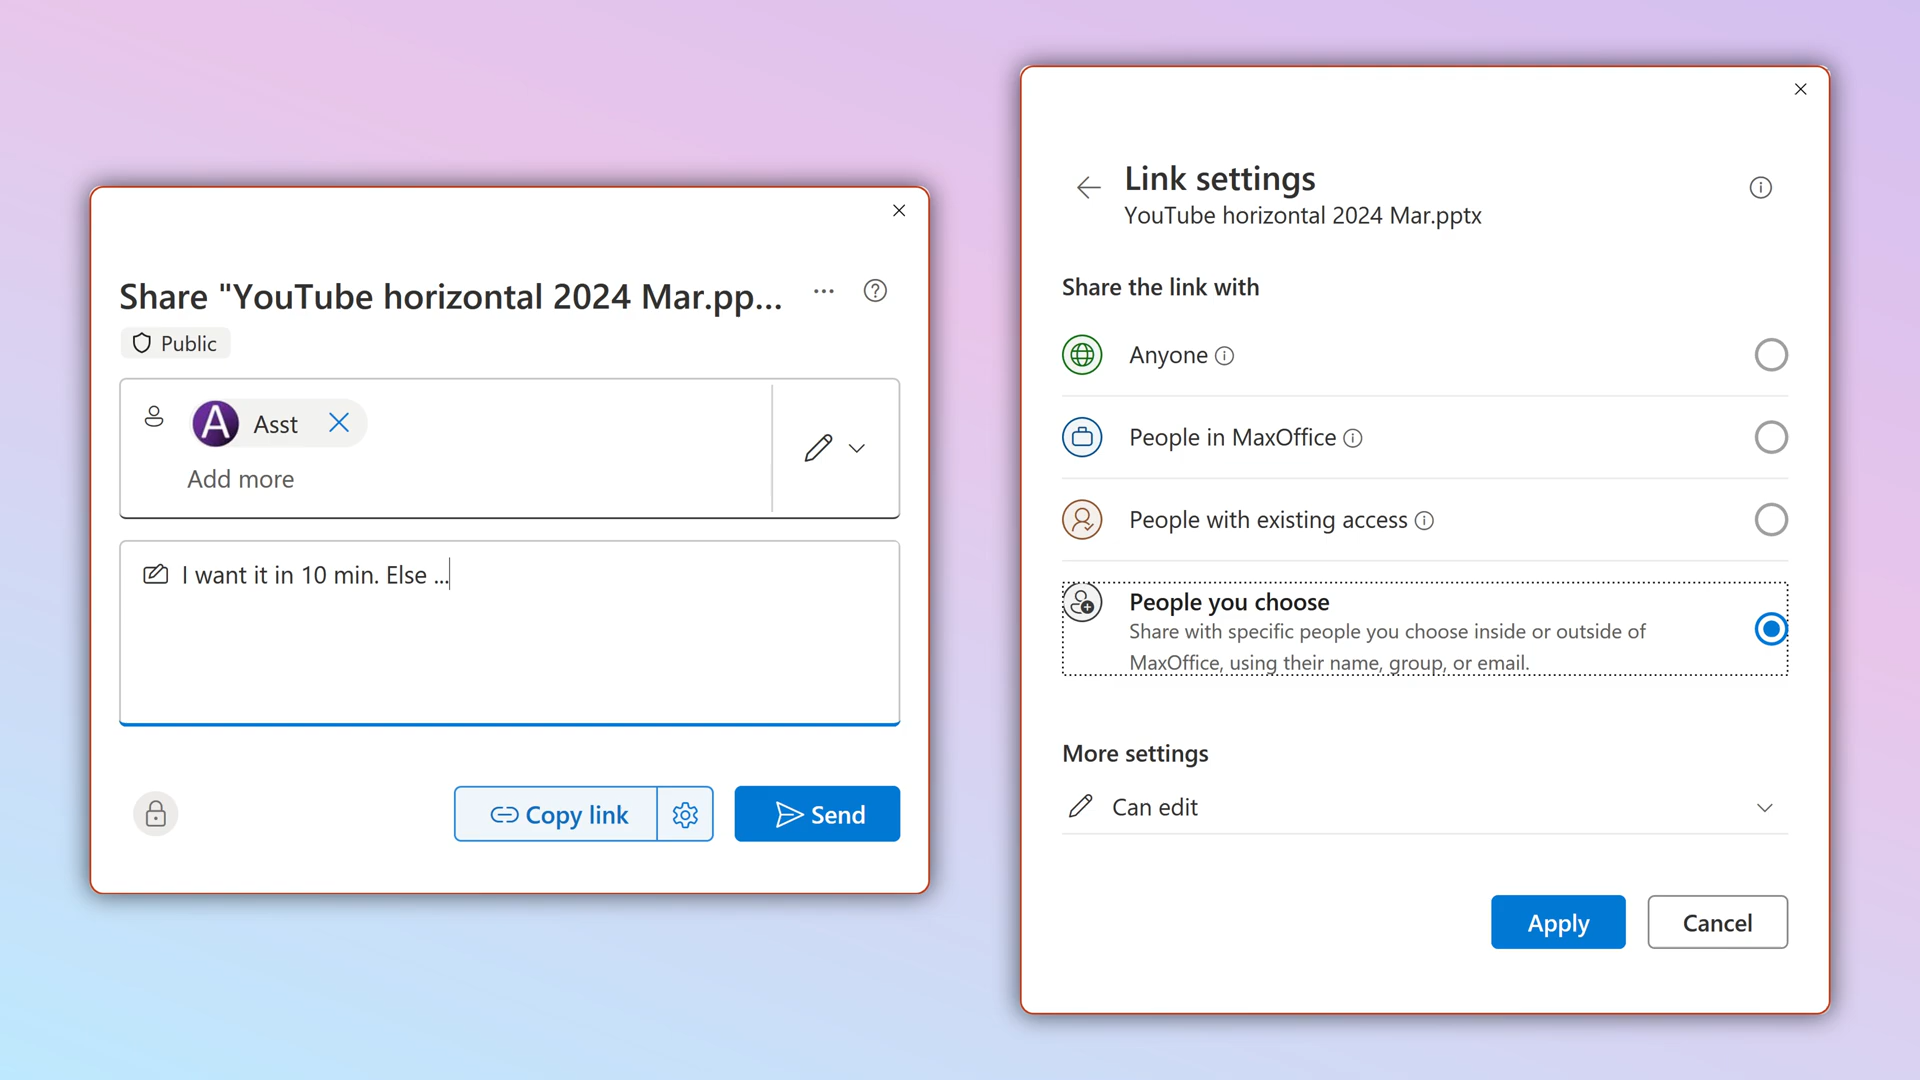 Share "YouTube horizontal 2024 Mar.pp...
Public
A Asst
Add more
I want it in 10 min. Else ...
Copy link
Send
Link settings
YouTube horizontal 2024 Mar.pptx
Share the link with
Anyone
People in MaxOffice
People with existing access
People you choose
Share with specific people you choose inside or outside of
MaxOffice, using their name, group, or email.
More settings
Can edit
Apply
Cancel